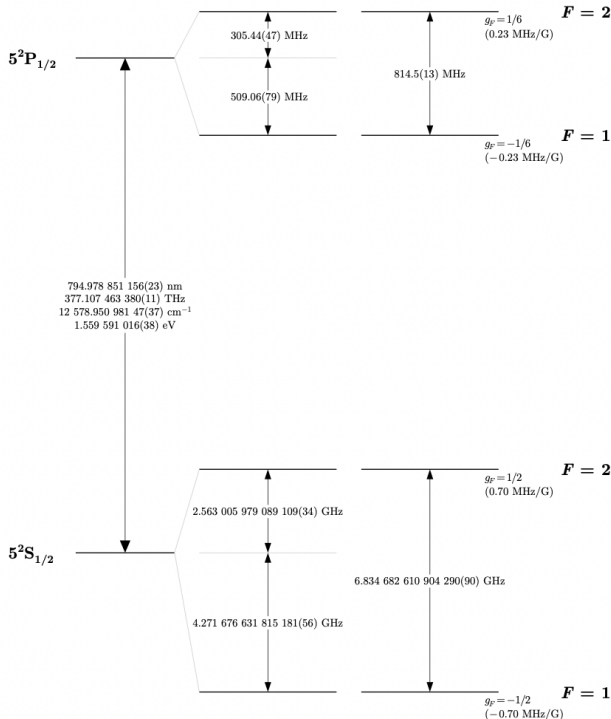 F = 2
g_F = 1/6
(0.23 MHz/G)
305.44(47) MHz
5²P₁/₂
814.5(13) MHz
509.06(79) MHz
F = 1
g_F = −1/6
(−0.23 MHz/G)
794.978 851 156(23) nm
377.107 463 380(11) THz
12 578.950 981 47(37) cm⁻¹
1.559 591 016(38) eV
F = 2
g_F = 1/2
(0.70 MHz/G)
2.563 005 979 089 109(34) GHz
5²S₁/₂
6.834 682 610 904 290(90) GHz
4.271 676 631 815 181(56) GHz
F = 1
g_F = −1/2
(−0.70 MHz/G)